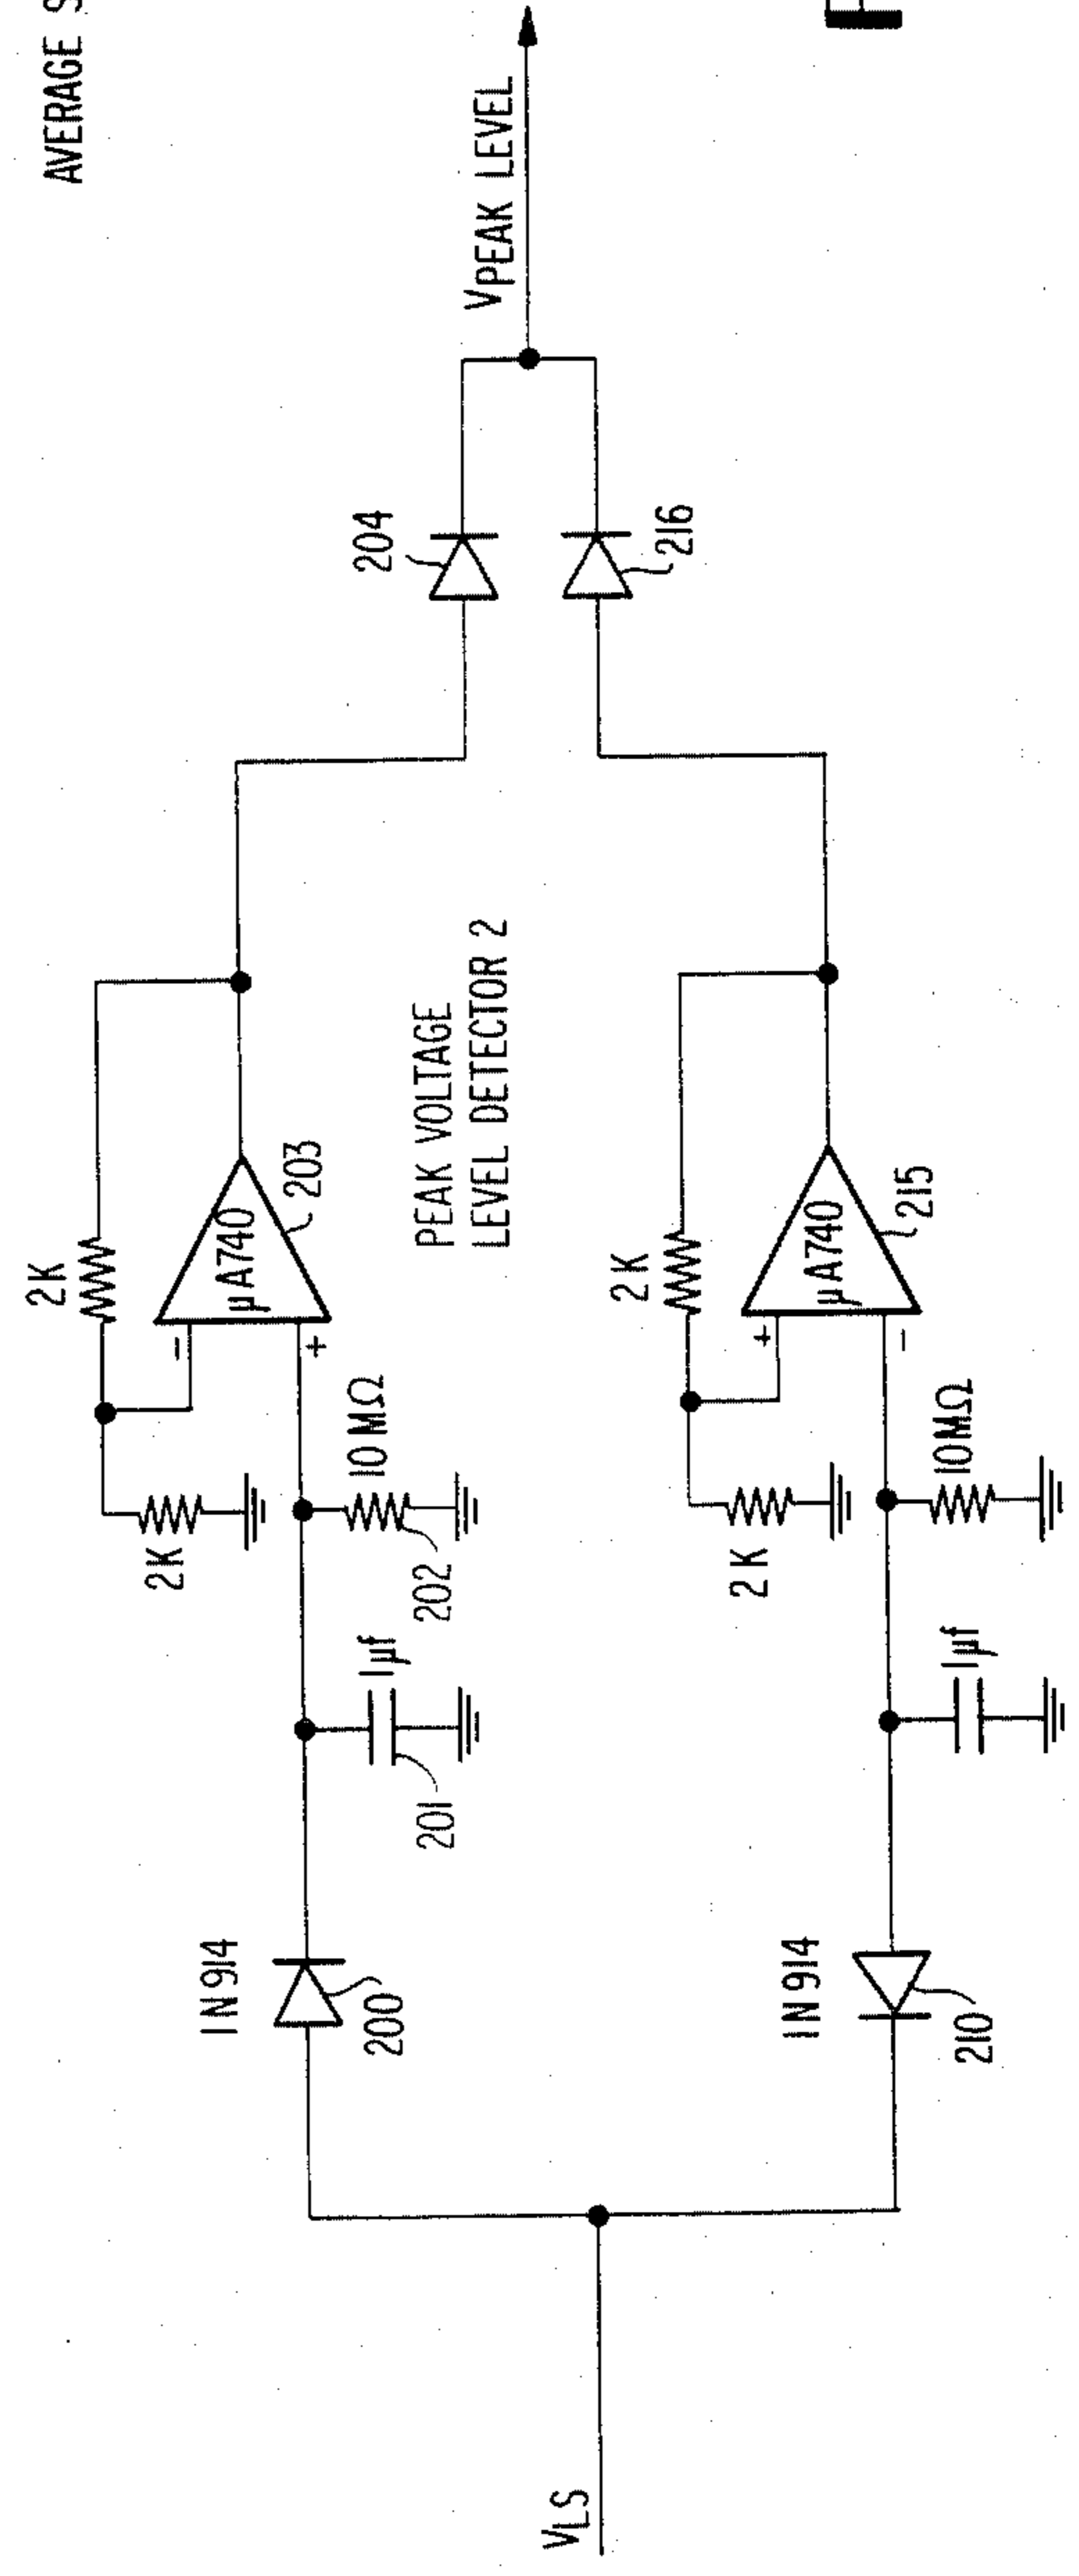 AVERAGE S
VPEAK LEVEL
204
216
2K
µA740
203
-
+
2K
10MΩ
202
1µf
201
1N914
200
PEAK VOLTAGE
LEVEL DETECTOR 2
2K
µA740
215
+
-
2K
10MΩ
1µf
1N914
210
VLS